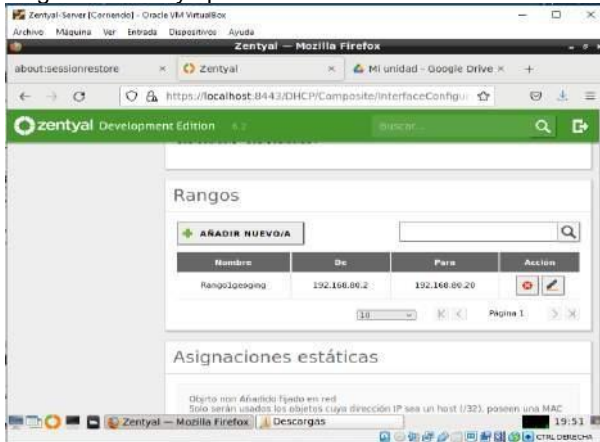 Zentyal-Server [Corriendo] - Oracle VM VirtualBox
Archivo Máquina Ver Entrada Dispositivos Ayuda
Zentyal — Mozilla Firefox
about:sessionrestore Zentyal Mi unidad - Google Drive
https://localhost:8443/DHCP/Composite/InterfaceConfigu
zentyal Development Edition 6.2 buscar...
Rangos
AÑADIR NUEVO/A
Nombre De Para Acción
Rango1geoging 192.168.80.2 192.168.80.20
10 Página 1
Asignaciones estáticas
Objeto non Añadido fijado en red
Solo serán usados los objetos cuya dirección IP sea un host (/32), poseen una MAC
Zentyal — Mozilla Firefox Descargas 19:51
CTRL DERECHA